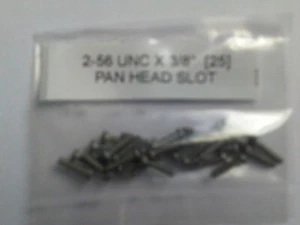 2-56 UNC X 3/8" [25]
PAN HEAD SLOT